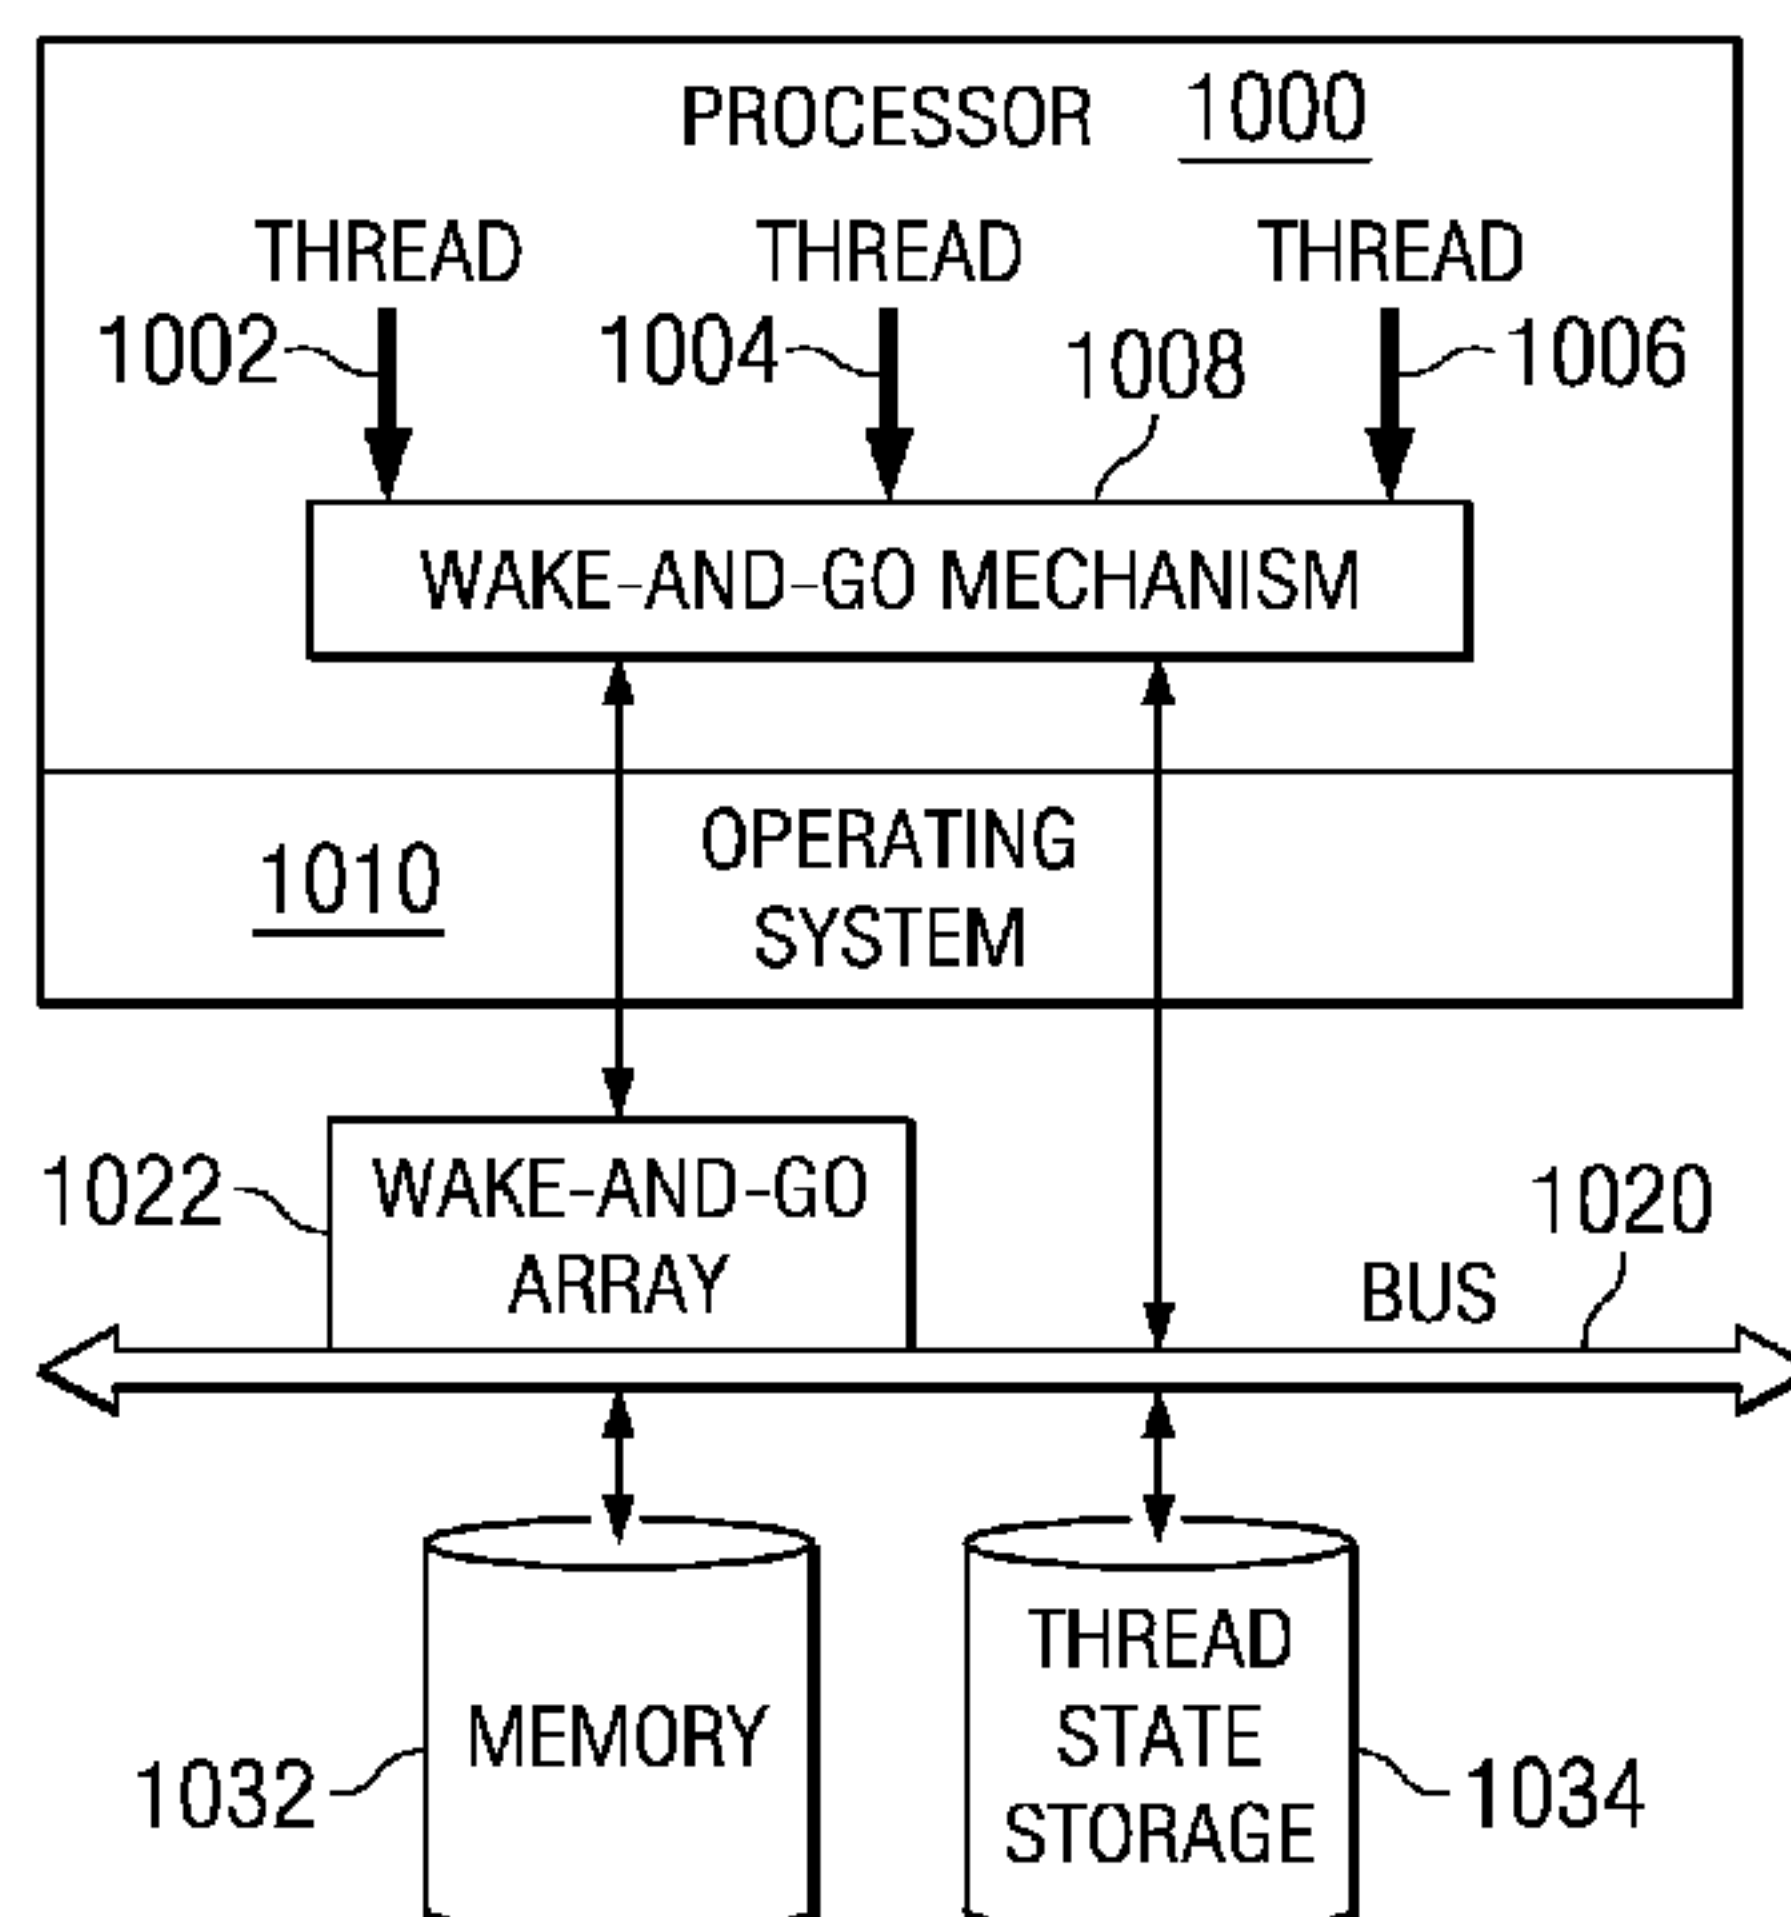 PROCESSOR 1000
THREAD THREAD THREAD
1002 1004 1008 1006
WAKE-AND-GO MECHANISM
1010 OPERATING
SYSTEM
1022 WAKE-AND-GO
ARRAY
BUS 1020
MEMORY
1032
THREAD
STATE
STORAGE
1034